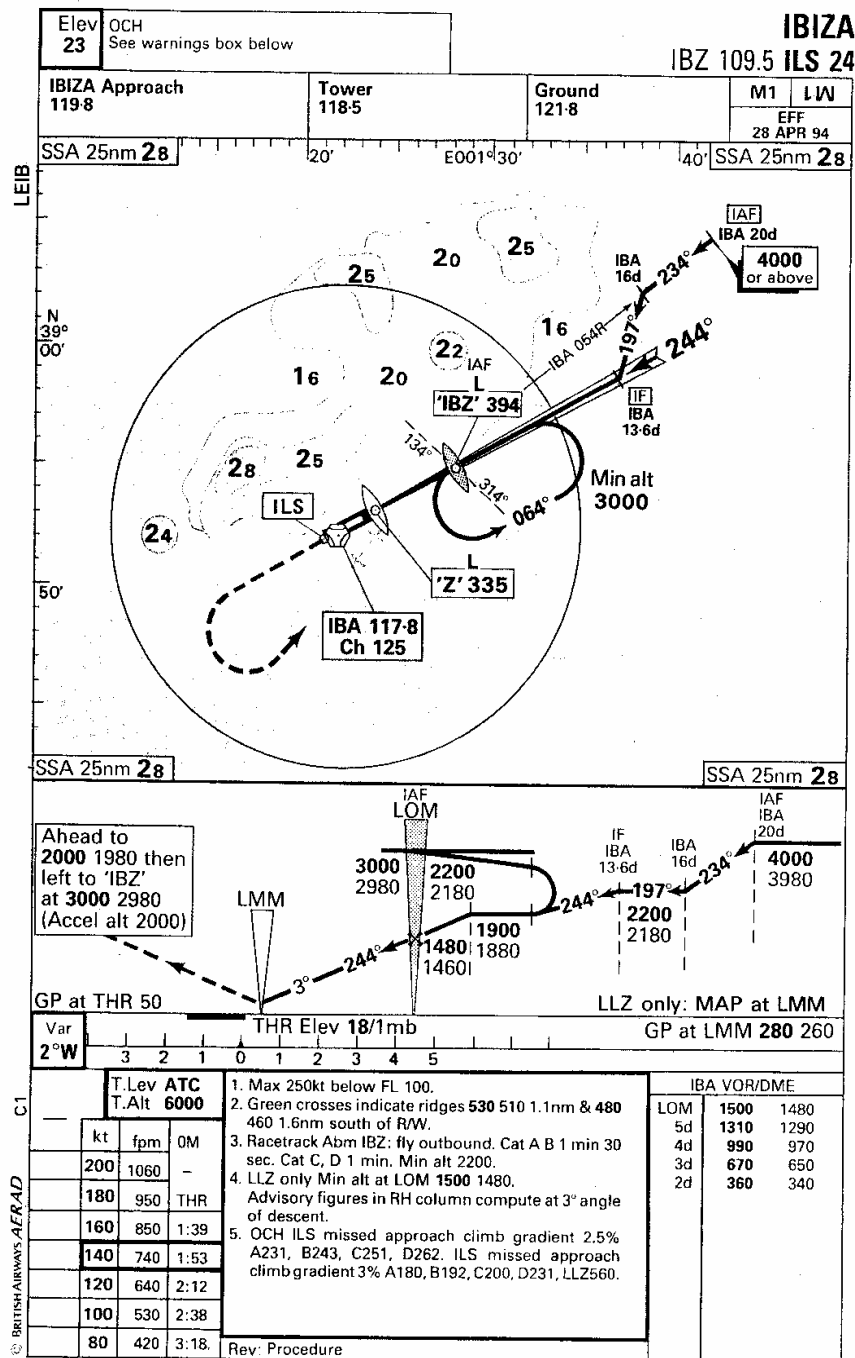 Elev
23
OCH
See warnings box below
IBIZA
IBZ 109.5 ILS 24
IBIZA Approach
119·8
Tower
118·5
Ground
121·8
M1
M1
EFF
28 APR 94
LEIB
SSA 25nm 28
20'
E001°30'
40'
SSA 25nm 28
IAF
IBA 20d
4000
or above
IBA
16d
234°
25
20
25
N
39°
00'
197°
IBA 054R
244°
16
22
IAF
L
'IBZ' 394
IF
IBA
13·6d
16
20
134°
314°
064°
Min alt
3000
28
25
ILS
24
L
'Z' 335
50'
IBA 117·8
Ch 125
SSA 25nm 28
SSA 25nm 28
Ahead to
2000 1980 then
left to 'IBZ'
at 3000 2980
(Accel alt 2000)
IAF
LOM
LMM
3000
2980
2200
2180
IF
IBA
13·6d
IBA
16d
IAF
IBA
20d
4000
3980
234°
197°
244°
2200
2180
1900
1880
1480
1460
244°
3°
GP at THR 50
LLZ only: MAP at LMM
THR Elev 18/1mb
GP at LMM 280 260
Var
2°W
3 2 1 0 1 2 3 4 5
C1
© BRITISH AIRWAYS AERAD
T.Lev ATC
T.Alt 6000
kt fpm OM
200 1060 –
180 950 THR
160 850 1:39
140 740 1:53
120 640 2:12
100 530 2:38
80 420 3:18.
1. Max 250kt below FL 100.
2. Green crosses indicate ridges 530 510 1.1nm & 480
460 1.6nm south of R/W.
3. Racetrack Abm IBZ: fly outbound. Cat A B 1 min 30
sec. Cat C, D 1 min. Min alt 2200.
4. LLZ only Min alt at LOM 1500 1480.
Advisory figures in RH column compute at 3° angle
of descent.
5. OCH ILS missed approach climb gradient 2.5%
A231, B243, C251, D262. ILS missed approach
climb gradient 3% A180, B192, C200, D231, LLZ560.
Rev: Procedure
IBA VOR/DME
LOM 1500 1480
5d 1310 1290
4d 990 970
3d 670 650
2d 360 340